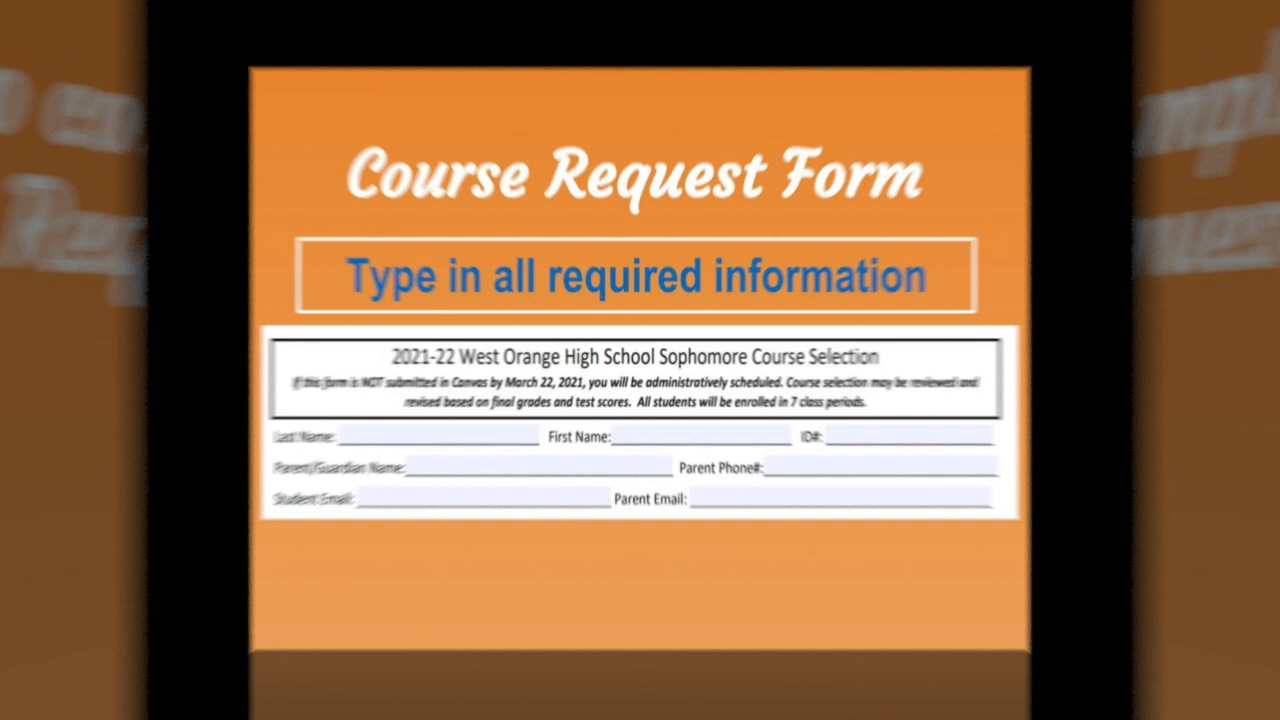 Course Request Form
Type in all required information
2021-22 West Orange High School Sophomore Course Selection
If this form is NOT submitted in Canvas by March 22, 2021, you will be administratively scheduled. Course selection may be reviewed and
revised based on final grades and test scores. All students will be enrolled in 7 class periods.
Last Name: First Name: ID#:
Parent/Guardian Name: Parent Phone#:
Student Email: Parent Email: